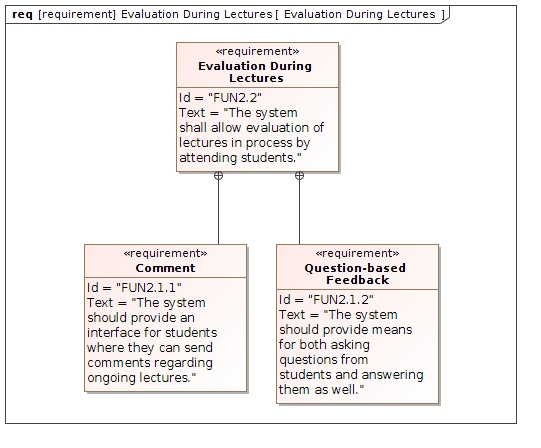 req [requirement] Evaluation During Lectures [ Evaluation During Lectures ]
«requirement»
Evaluation During
Lectures
Id = "FUN2.2"
Text = "The system
shall allow evaluation of
lectures in process by
attending students."
«requirement»
Comment
Id = "FUN2.1.1"
Text = "The system
should provide an
interface for students
where they can send
comments regarding
ongoing lectures."
«requirement»
Question-based
Feedback
Id = "FUN2.1.2"
Text = "The system
should provide means
for both asking
questions from
students and answering
them as well."